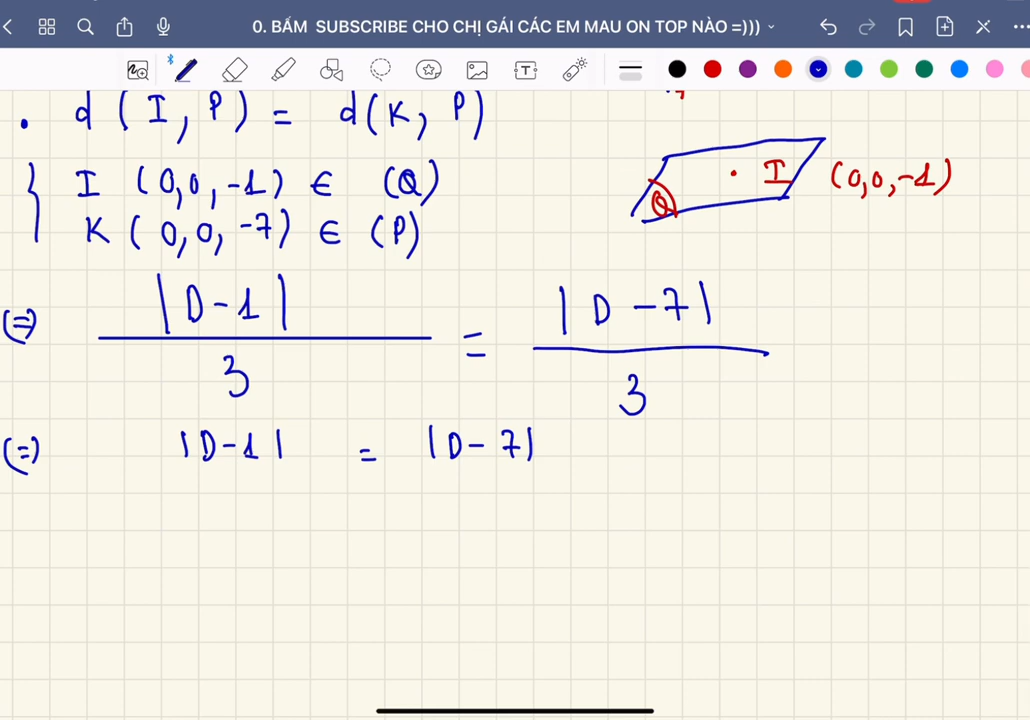 0. BẤM SUBSCRIBE CHO CHỊ GÁI CÁC EM MAU ON TOP NÀO =)))
. d ( I, P ) = d(K, P)
{ I (0,0,-1) ∈ (Q)
K (0,0,-7) ∈ (P)
Q . I (0,0,-1)
(=) |D-1| / 3 = |D-7| / 3
(=) |D-1| = |D-7|